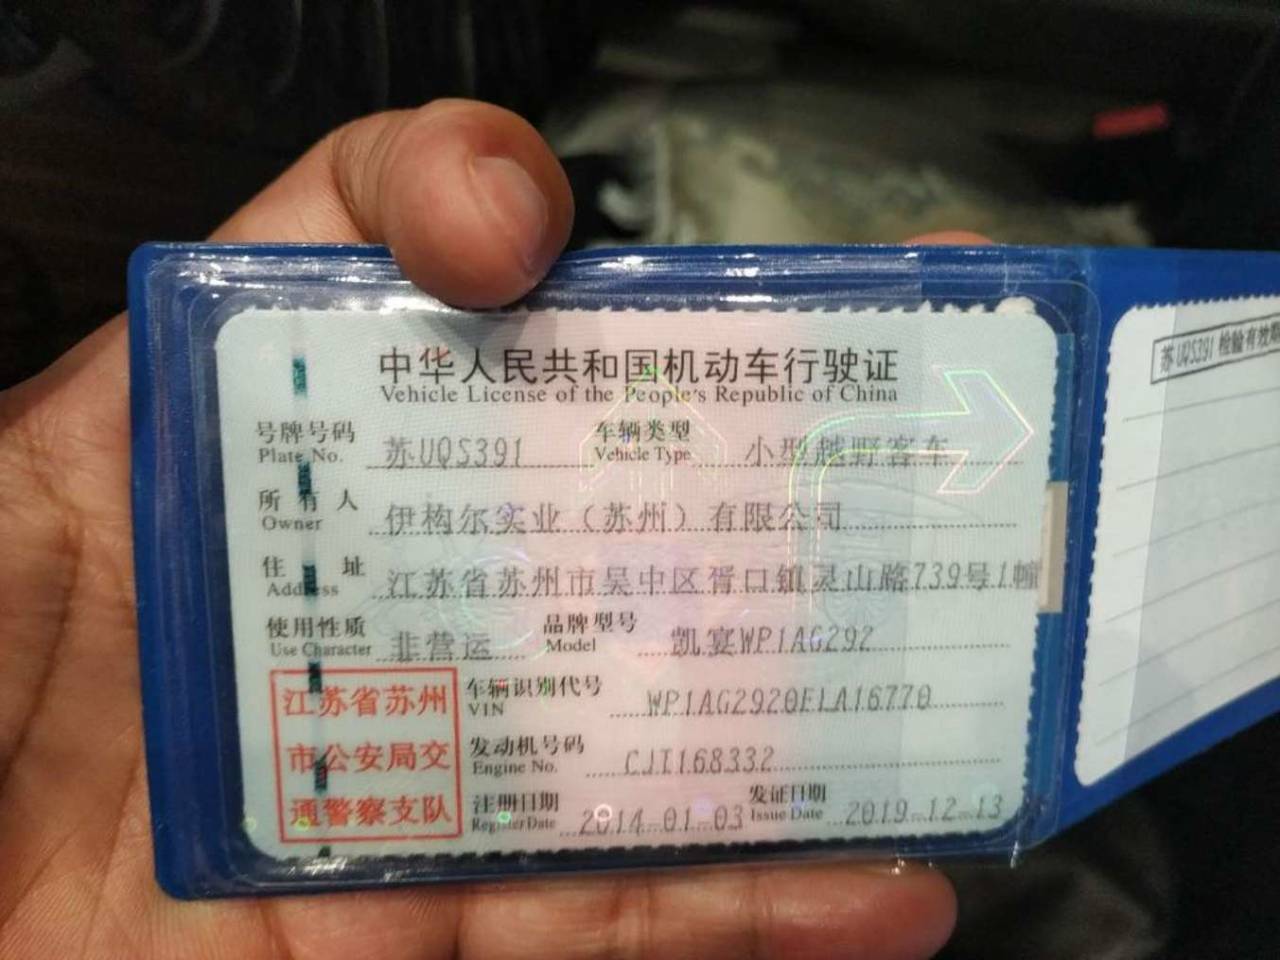 中华人民共和国机动车行驶证
Vehicle License of the People's Republic of China
号牌号码 苏UQS391 车辆类型 小型越野客车
Plate No. Vehicle Type
所有人 伊构尔实业（苏州）有限公司
Owner
住址 江苏省苏州市吴中区胥口镇灵山路739号1幢
Address
使用性质 非营运 品牌型号 凯宴WP1AG292
Use Character Model
江苏省苏州
市公安局交
通警察支队
车辆识别代号 WP1AG2920ELA16770
VIN
发动机号码 CJT168332
Engine No.
注册日期 2014-01-03 发证日期 2019-12-13
Register Date Issue Date
苏UQS391 检验有效期